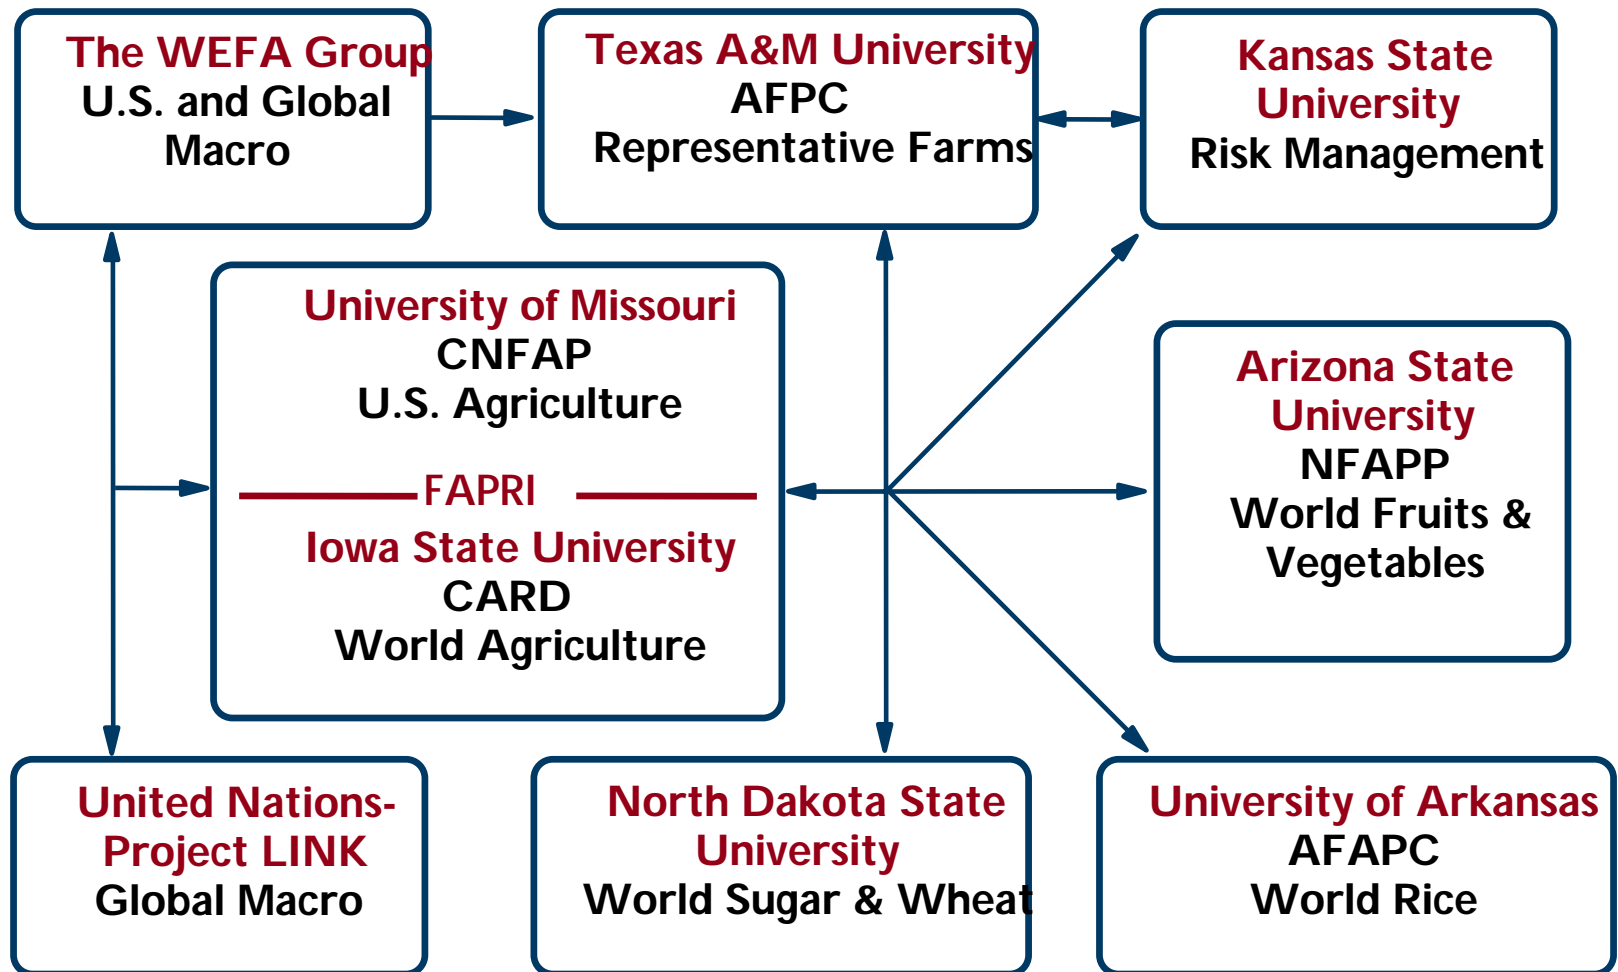 The WEFA Group
U.S. and Global
Macro
Texas A&M University
AFPC
Representative Farms
Kansas State
University
Risk Management
University of Missouri
CNFAP
U.S. Agriculture
FAPRI
Iowa State University
CARD
World Agriculture
Arizona State
University
NFAPP
World Fruits &
Vegetables
United Nations-
Project LINK
Global Macro
North Dakota State
University
World Sugar & Wheat
University of Arkansas
AFAPC
World Rice